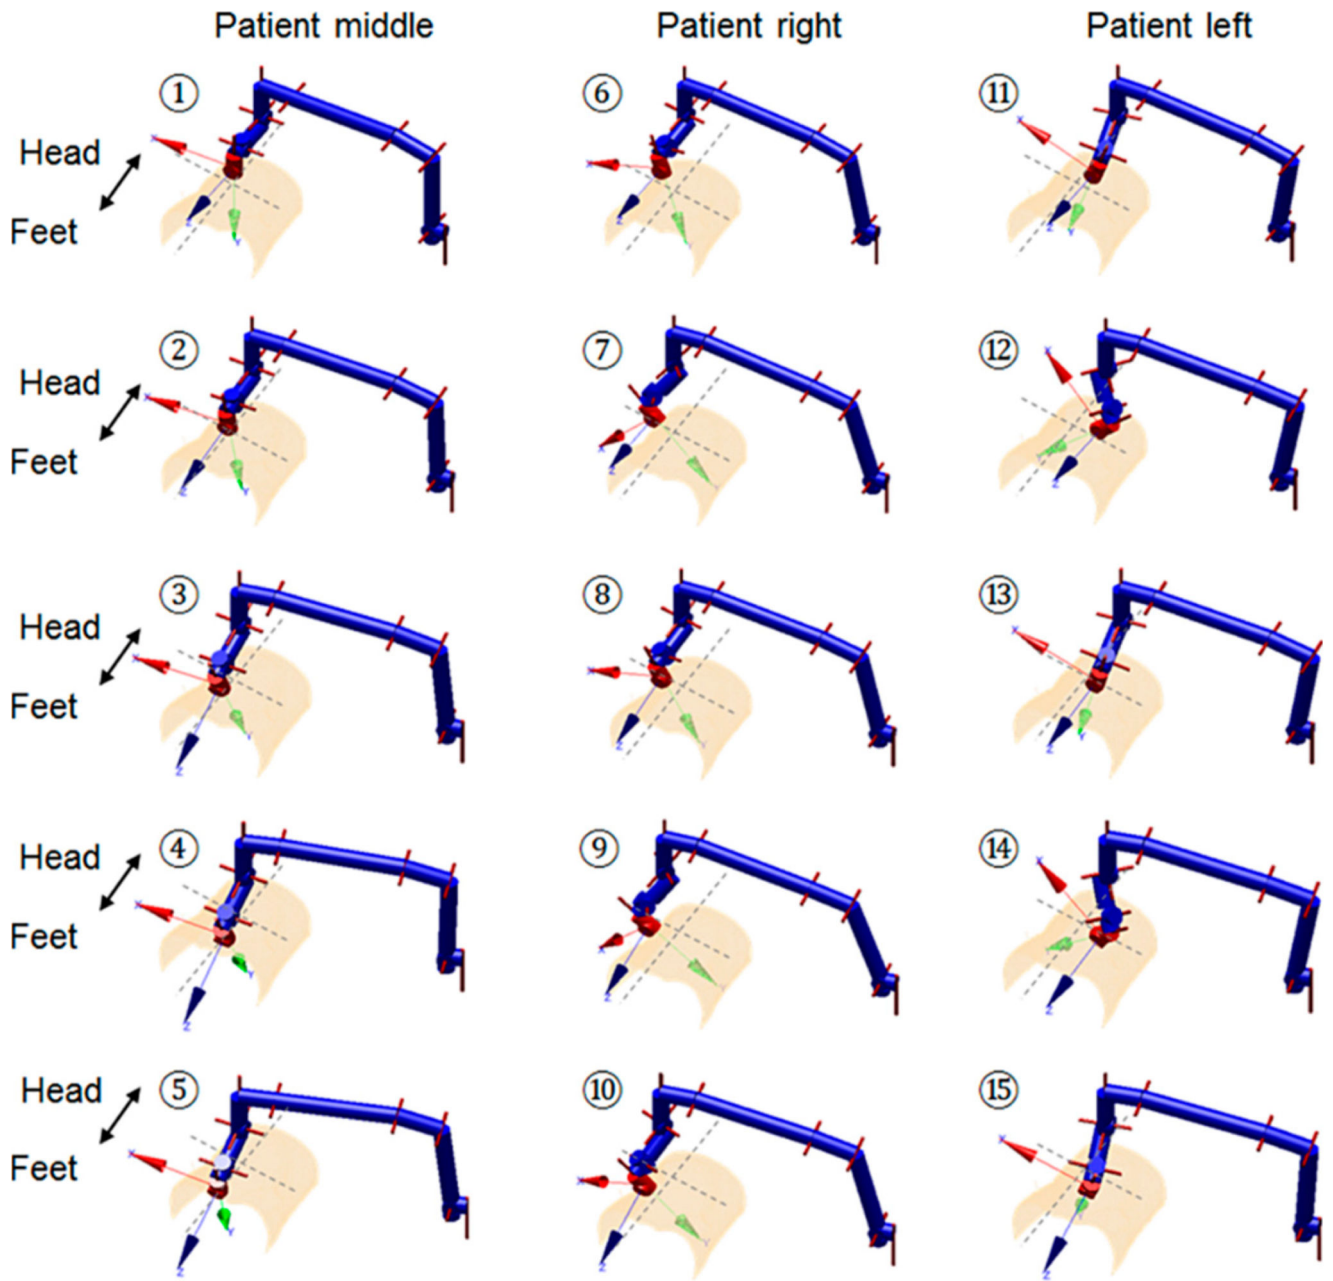 Patient middle Patient right Patient left
① ⑥ ⑪
Head
Feet
② ⑦ ⑫
Head
Feet
③ ⑧ ⑬
Head
Feet
④ ⑨ ⑭
Head
Feet
⑤ ⑩ ⑮
Head
Feet